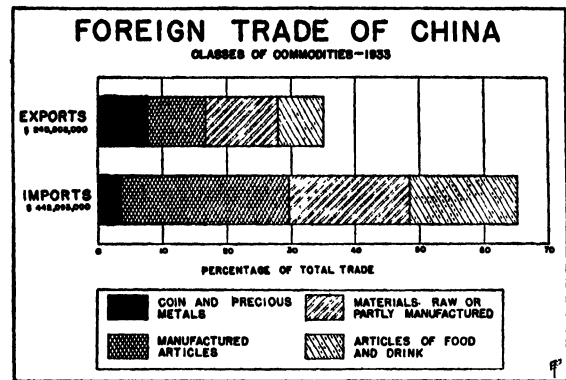 FOREIGN TRADE OF CHINA
CLASSES OF COMMODITIES—1933
EXPORTS
IMPORTS
0 10 20 30 40 50 60 70
PERCENTAGE OF TOTAL TRADE
COIN AND PRECIOUS
METALS
MATERIALS-RAW OR
PARTLY MANUFACTURED
MANUFACTURED
ARTICLES
ARTICLES OF FOOD
AND DRINK